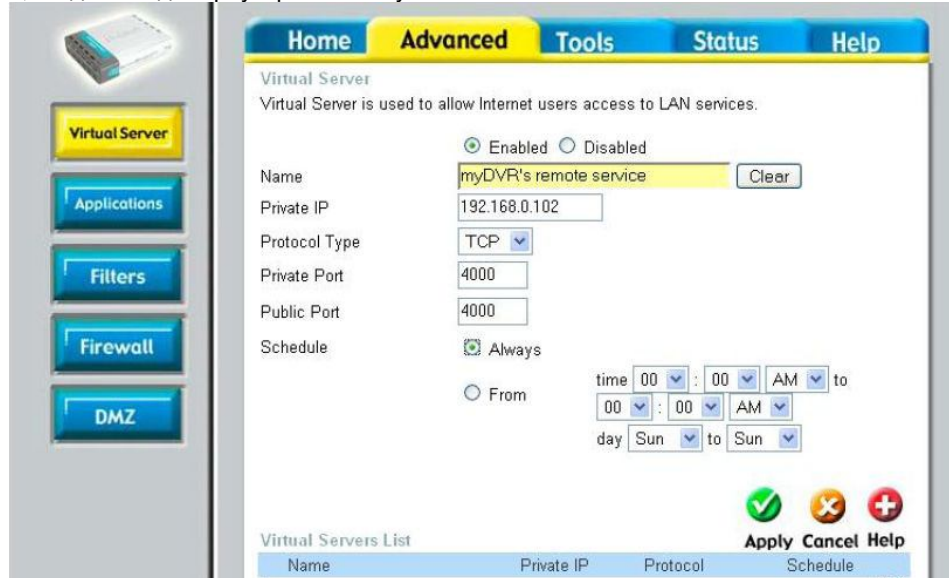 Home Advanced Tools Status Help
Virtual Server
Virtual Server is used to allow Internet users access to LAN services.
Virtual Server
Applications
Filters
Firewall
DMZ
Enabled Disabled
Name myDVR's remote service Clear
Private IP 192.168.0.102
Protocol Type TCP
Private Port 4000
Public Port 4000
Schedule Always
From time 00 : 00 AM to
00 : 00 AM
day Sun to Sun
Apply Cancel Help
Virtual Servers List
Name Private IP Protocol Schedule